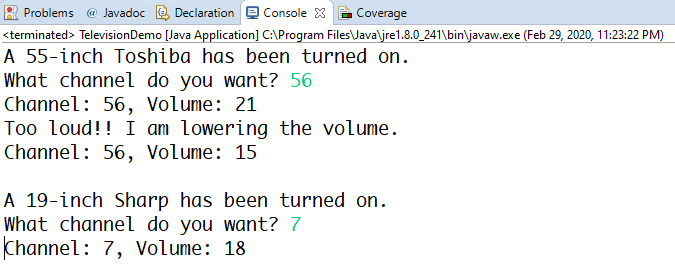 Problems @ Javadoc Declaration Console Coverage
<terminated> TelevisionDemo [Java Application] C:\Program Files\Java\jre1.8.0_241\bin\javaw.exe (Feb 29, 2020, 11:23:22 PM)
A 55-inch Toshiba has been turned on.
What channel do you want? 56
Channel: 56, Volume: 21
Too loud!! I am lowering the volume.
Channel: 56, Volume: 15
A 19-inch Sharp has been turned on.
What channel do you want? 7
Channel: 7, Volume: 18